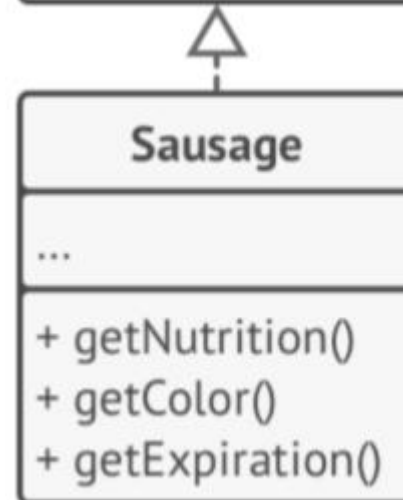 Sausage
...
+ getNutrition()
+ getColor()
+ getExpiration()